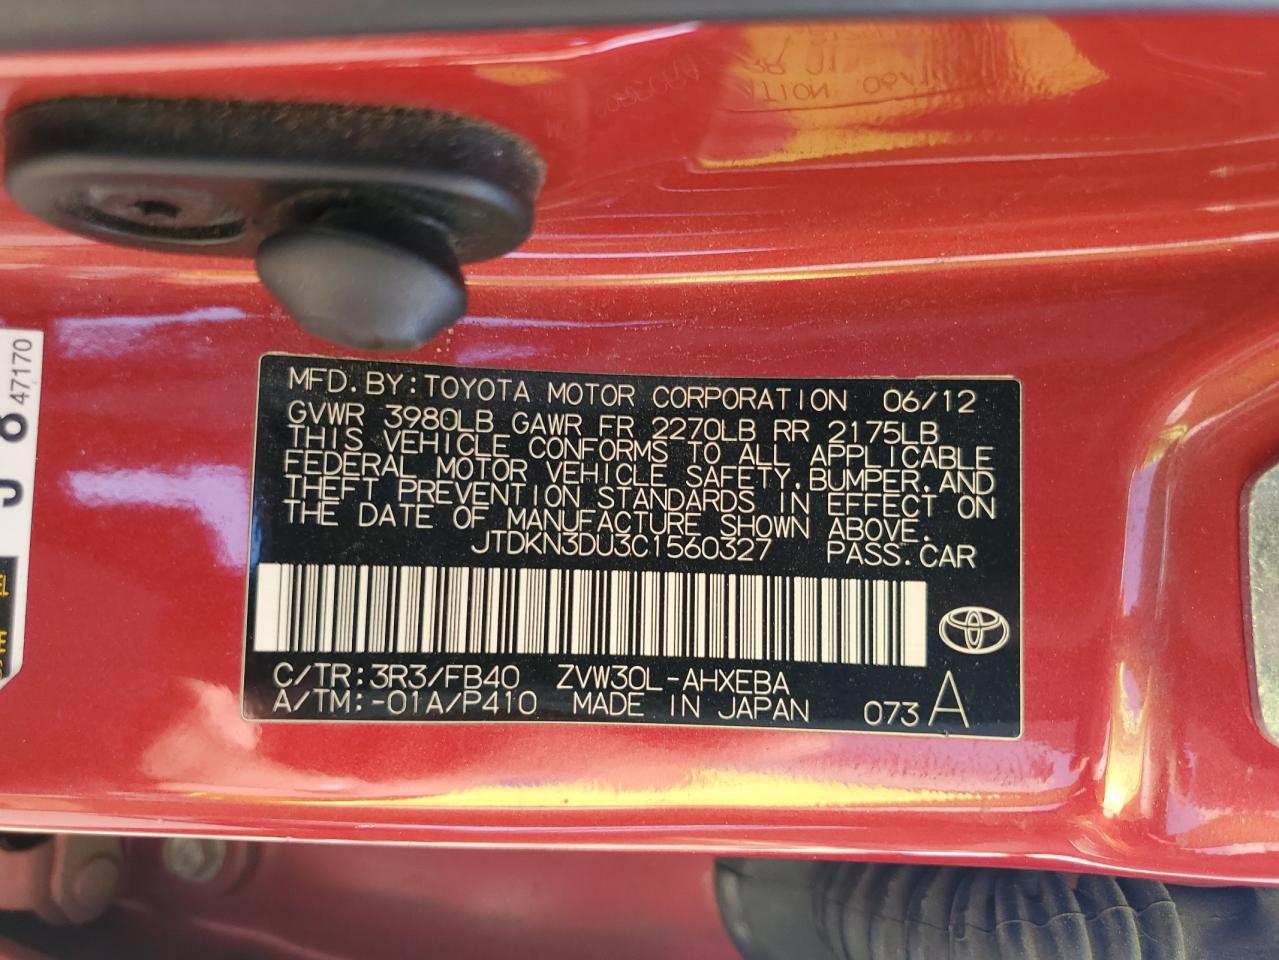 MFD. BY: TOYOTA MOTOR CORPORATION 06/12
GVWR 3980LB GAWR FR 2270LB RR 2175LB
THIS VEHICLE CONFORMS TO ALL APPLICABLE
FEDERAL MOTOR VEHICLE SAFETY, BUMPER, AND
THEFT PREVENTION STANDARDS IN EFFECT ON
THE DATE OF MANUFACTURE SHOWN ABOVE.
JTDKN3DU3C1560327 PASS. CAR
C/TR: 3R3/FB40 ZVW30L-AHXEBA
A/TM: -01A/P410 MADE IN JAPAN 073 A
47170